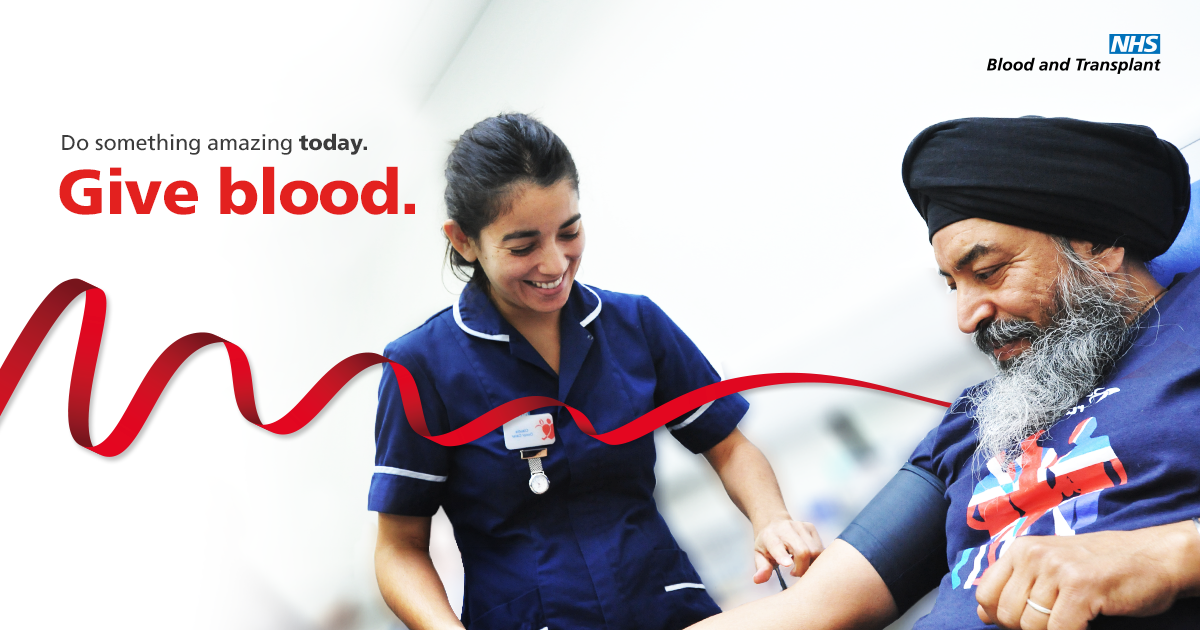 NHS
Blood and Transplant
Do something amazing today.
Give blood.